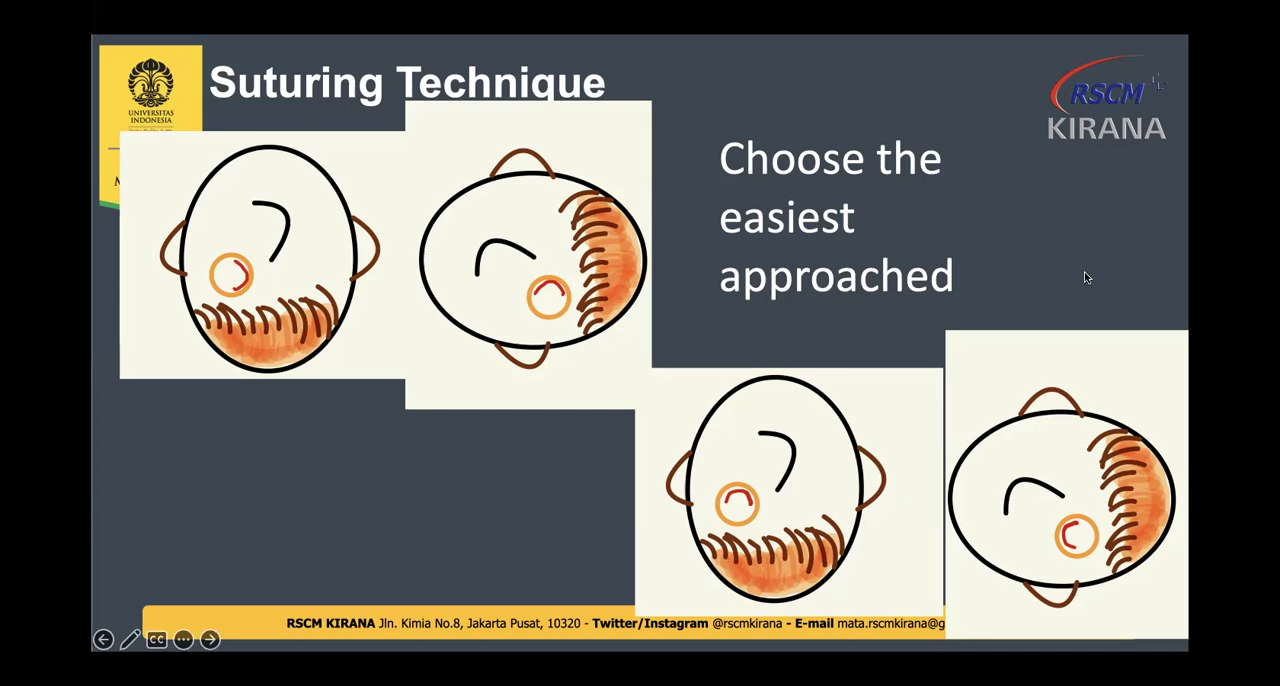 Suturing Technique
UNIVERSITAS
INDONESIA
RSCM
KIRANA
Choose the
easiest
approached
RSCM KIRANA Jln. Kimia No.8, Jakarta Pusat, 10320 - Twitter/Instagram @rscmkirana - E-mail mata.rscmkirana@g
CC